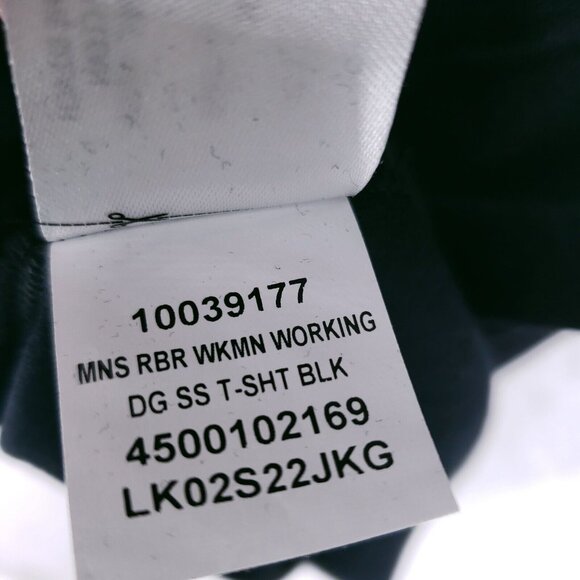 10039177
MNS RBR WKMN WORKING
DG SS T-SHT BLK
4500102169
LK02S22JKG